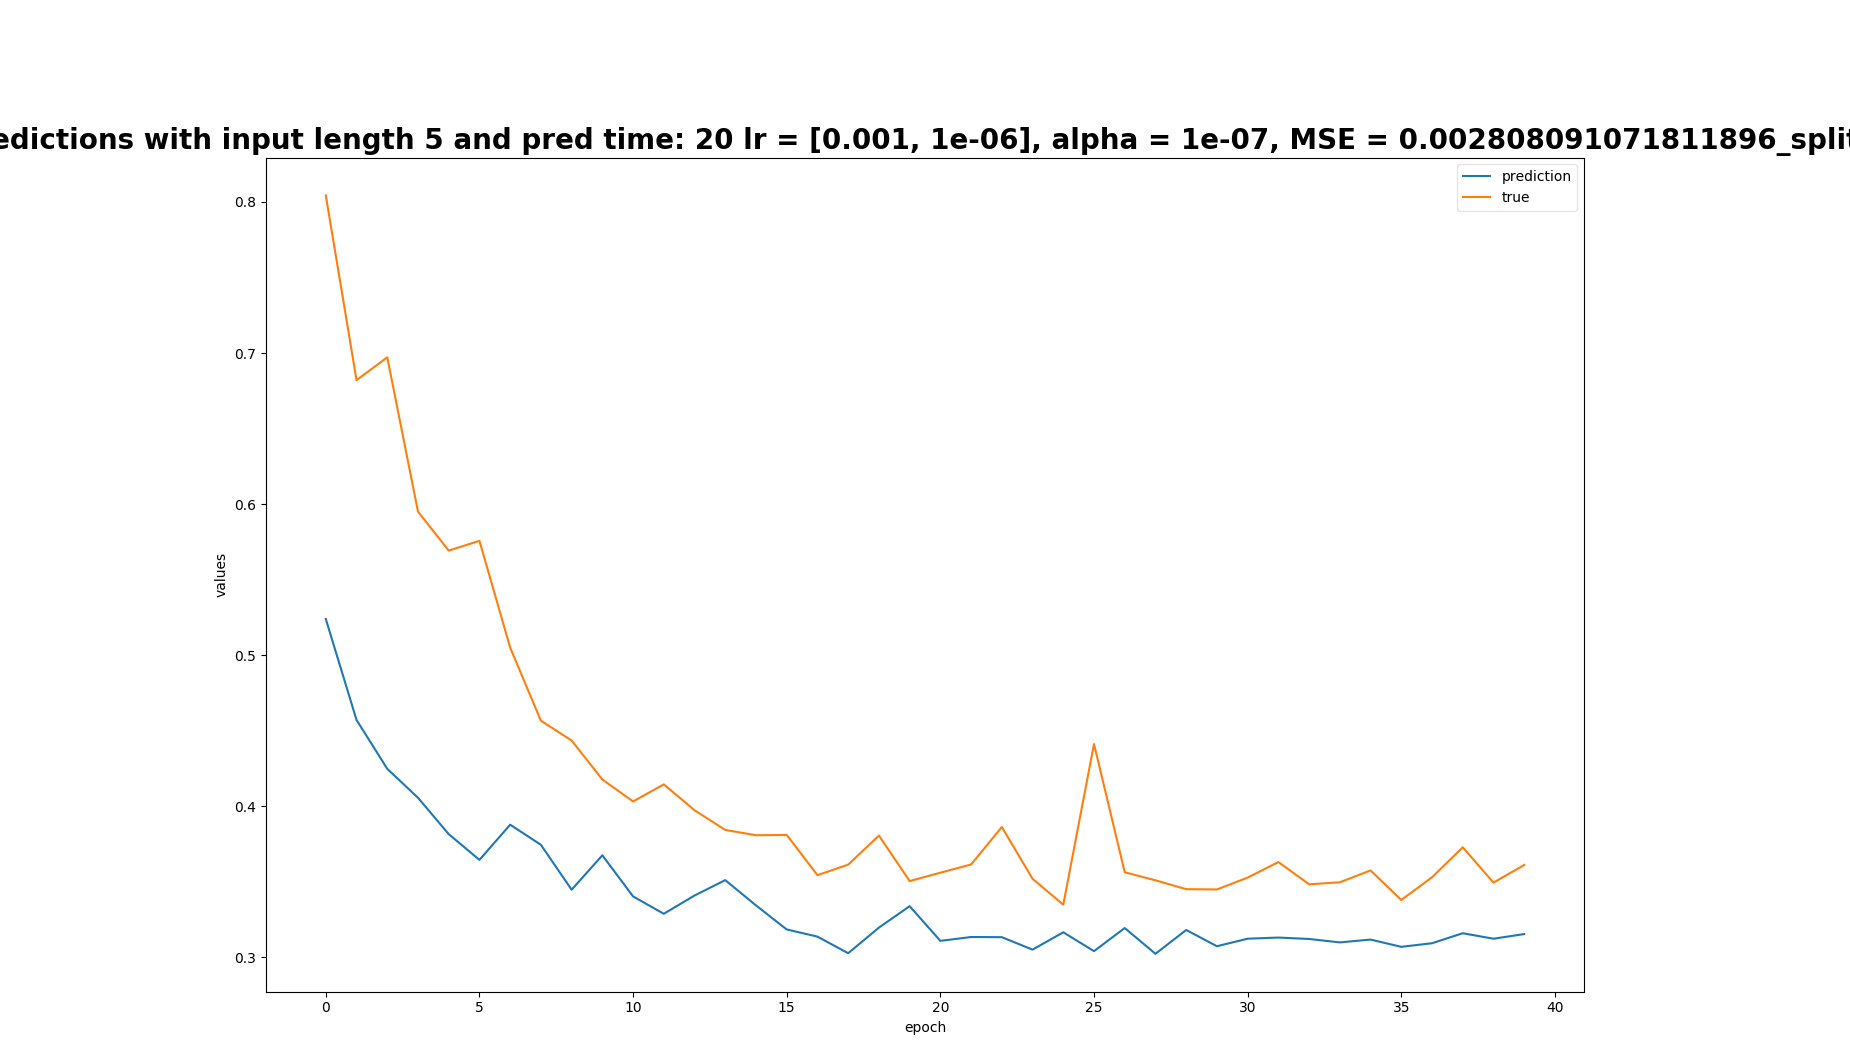 edictions with input length 5 and pred time: 20 lr = [0.001, 1e-06], alpha = 1e-07, MSE = 0.002808091071811896_split
prediction
true
0.8
0.7
0.6
0.5
0.4
0.3
values
0 5 10 15 20 25 30 35 40
epoch